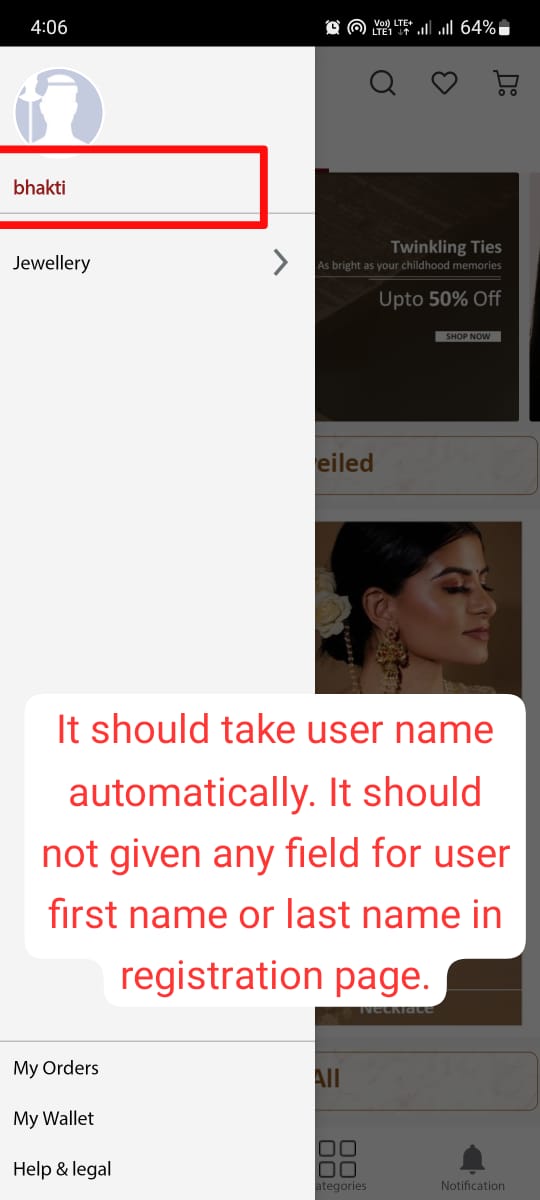 4:06
Vo) LTE+
LTE1 ↓↑ 64%
bhakti
Jewellery
Twinkling Ties
As bright as your childhood memories
Upto 50% Off
SHOP NOW
eiled
It should take user name
automatically. It should
not given any field for user
first name or last name in
registration page.
Necklace
All
My Orders
My Wallet
Help & legal
ategories
Notification